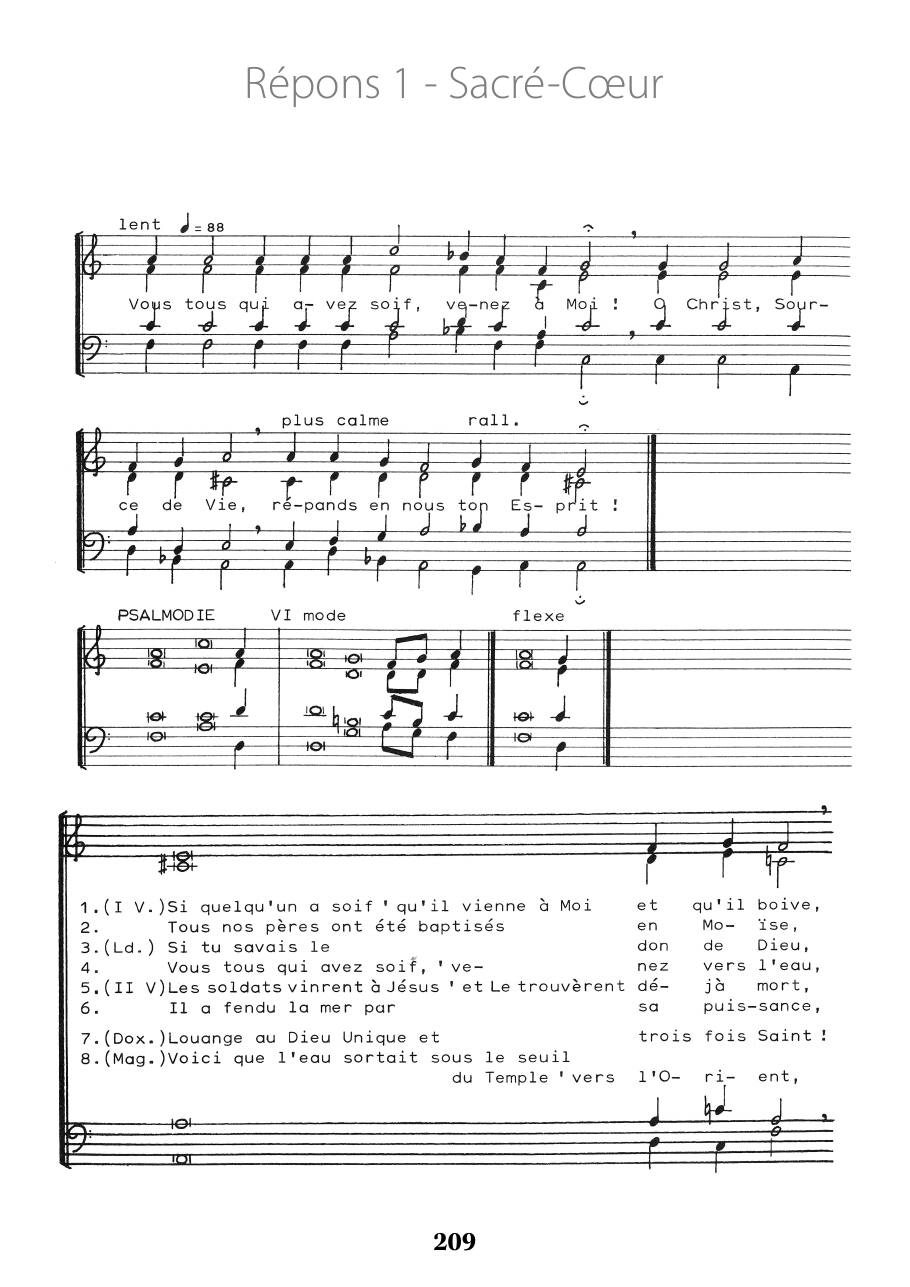 Répons 1 - Sacré-Cœur
lent ♩ = 88
Vous tous qui a- vez soif, ve-nez à Moi ! O Christ, Sour-
plus calme rall.
ce de Vie, ré-pands en nous ton Es- prit !
PSALMODIE VI mode flexe
1.(I V.)Si quelqu'un a soif ' qu'il vienne à Moi et qu'il boive,
2. Tous nos pères ont été baptisés en Mo- ïse,
3.(Ld.) Si tu savais le don de Dieu,
4. Vous tous qui avez soif, 've- nez vers l'eau,
5.(II V)Les soldats vinrent à Jésus ' et Le trouvèrent dé- jà mort,
6. Il a fendu la mer par sa puis-sance,
7.(Dox.)Louange au Dieu Unique et trois fois Saint !
8.(Mag.)Voici que l'eau sortait sous le seuil
du Temple ' vers l'O- ri- ent,
209